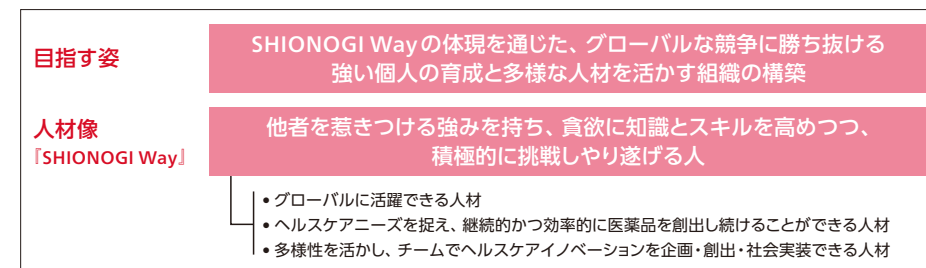 目指す姿
SHIONOGI Wayの体現を通じた、グローバルな競争に勝ち抜ける
強い個人の育成と多様な人材を活かす組織の構築
人材像
『SHIONOGI Way』
他者を惹きつける強みを持ち、貪欲に知識とスキルを高めつつ、
積極的に挑戦しやり遂げる人
• グローバルに活躍できる人材
• ヘルスケアニーズを捉え、継続的かつ効率的に医薬品を創出し続けることができる人材
• 多様性を活かし、チームでヘルスケアイノベーションを企画・創出・社会実装できる人材